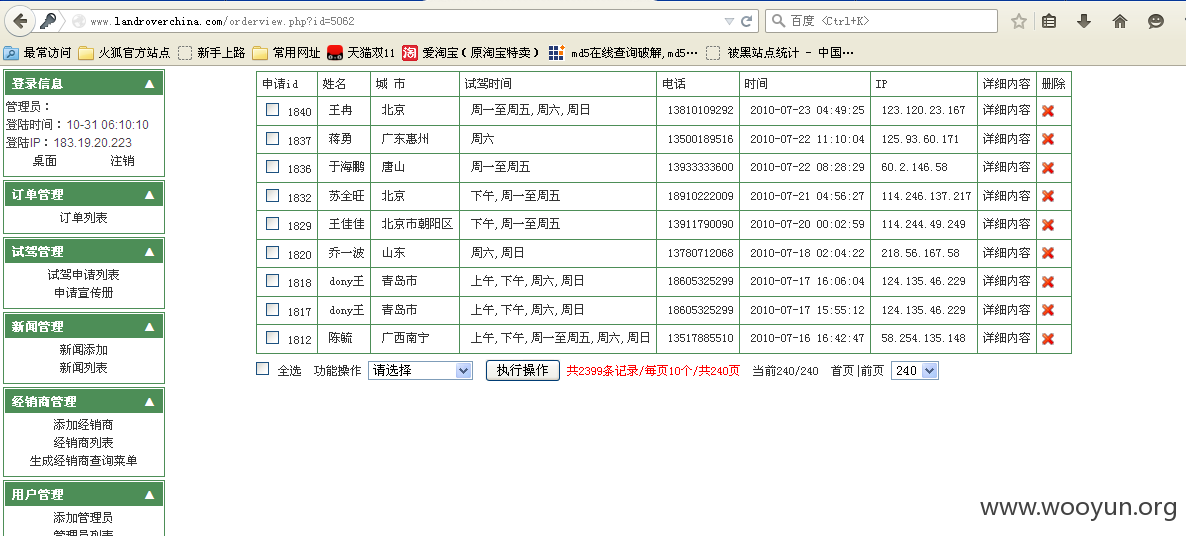 www.landroverchina.com/orderview.php?id=5062
百度 <Ctrl+K>
最常访问 火狐官方站点 新手上路 常用网址 天猫双11 淘 爱淘宝（原淘宝特卖） md5在线查询破解,md5… 被黑站点统计 - 中国…
登录信息
管理员：
登陆时间：10-31 06:10:10
登陆IP：183.19.20.223
桌面 注销
订单管理
订单列表
试驾管理
试驾申请列表
申请宣传册
新闻管理
新闻添加
新闻列表
经销商管理
添加经销商
经销商列表
生成经销商查询菜单
用户管理
添加管理员
管理员列表
申请id 姓名 城 市 试驾时间 电话 时间 IP 详细内容 删除
1840 王冉 北京 周一至周五,周六,周日 13810109292 2010-07-23 04:49:25 123.120.23.167 详细内容
1837 蒋勇 广东惠州 周六 13500189516 2010-07-22 11:10:04 125.93.60.171 详细内容
1836 于海鹏 唐山 周一至周五 13933333600 2010-07-22 08:28:29 60.2.146.58 详细内容
1832 苏全旺 北京 下午,周一至周五 18910222009 2010-07-21 04:56:27 114.246.137.217 详细内容
1829 王佳佳 北京市朝阳区 下午,周一至周五 13911790090 2010-07-20 00:02:59 114.244.49.249 详细内容
1820 乔一波 山东 周六,周日 13780712068 2010-07-18 02:04:22 218.56.167.58 详细内容
1818 dony王 青岛市 上午,下午,周六,周日 18605325299 2010-07-17 16:06:04 124.135.46.229 详细内容
1817 dony王 青岛市 上午,下午,周六,周日 18605325299 2010-07-17 15:55:12 124.135.46.229 详细内容
1812 陈毓 广西南宁 上午,下午,周一至周五,周六,周日 13517885510 2010-07-16 16:42:47 58.254.135.148 详细内容
全选 功能操作 请选择 执行操作 共2399条记录/每页10个/共240页 当前240/240 首页|前页 240
www.wooyun.org